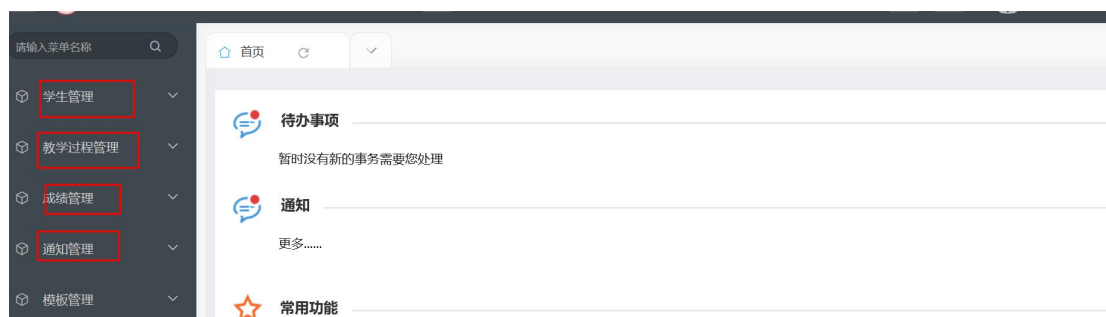 请输入菜单名称
首页
学生管理
待办事项
教学过程管理
暂时没有新的事务需要您处理
成绩管理
通知
通知管理
更多......
模板管理
常用功能